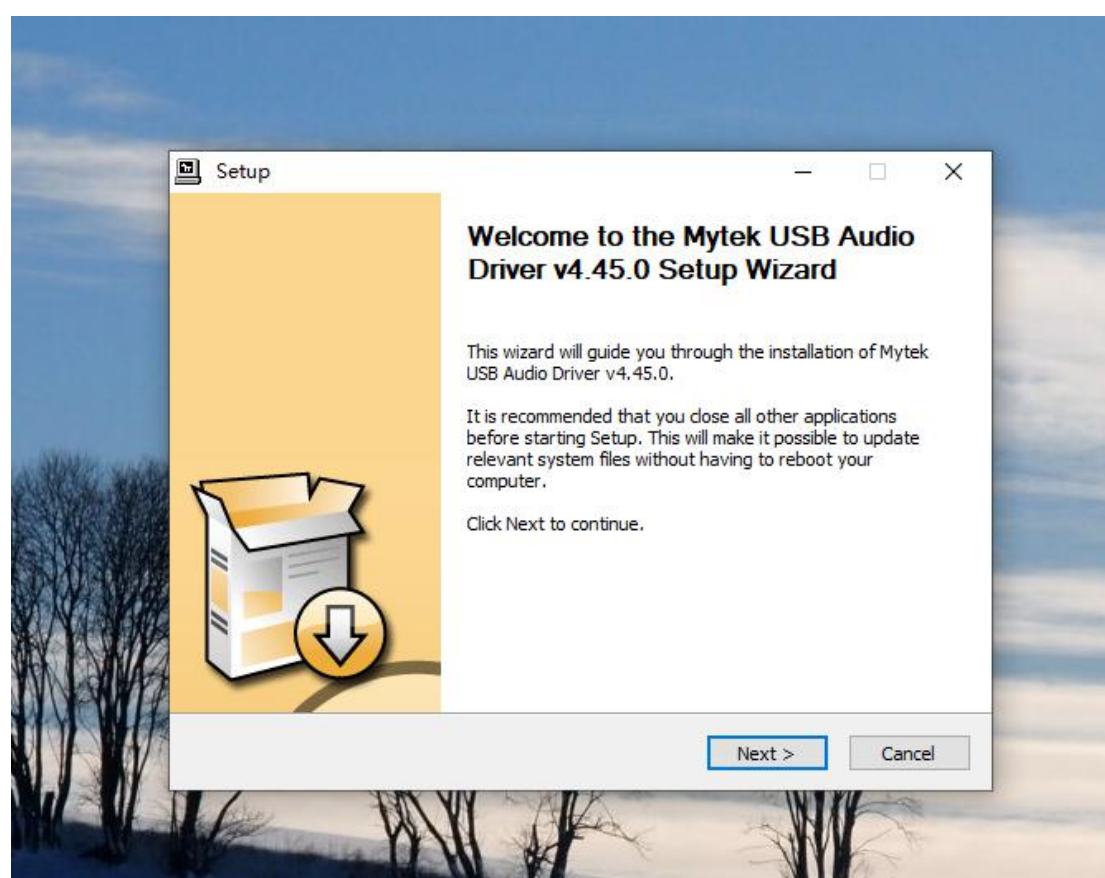 Setup
Welcome to the Mytek USB Audio
Driver v4.45.0 Setup Wizard
This wizard will guide you through the installation of Mytek
USB Audio Driver v4.45.0.
It is recommended that you close all other applications
before starting Setup. This will make it possible to update
relevant system files without having to reboot your
computer.
Click Next to continue.
Next >
Cancel